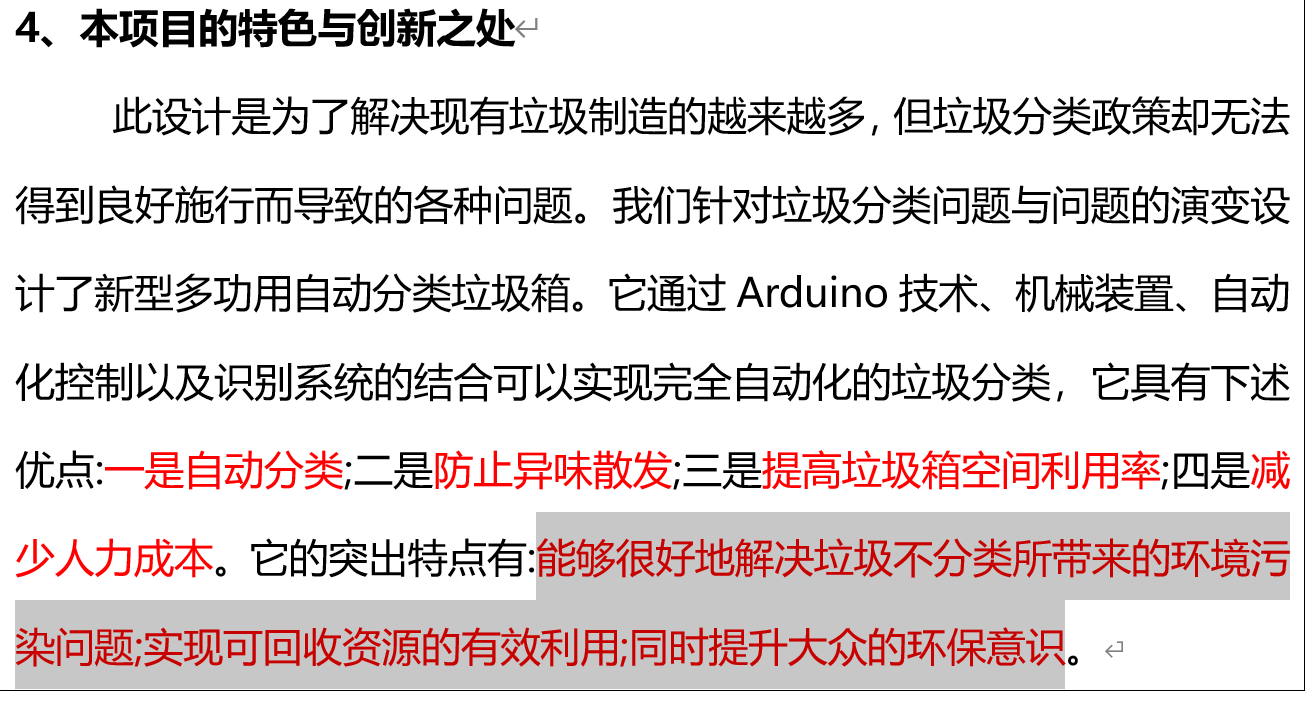 4、本项目的特色与创新之处
此设计是为了解决现有垃圾制造的越来越多，但垃圾分类政策却无法
得到良好施行而导致的各种问题。我们针对垃圾分类问题与问题的演变设
计了新型多功用自动分类垃圾箱。它通过 Arduino 技术、机械装置、自动
化控制以及识别系统的结合可以实现完全自动化的垃圾分类，它具有下述
优点:一是自动分类;二是防止异味散发;三是提高垃圾箱空间利用率;四是减
少人力成本。它的突出特点有:能够很好地解决垃圾不分类所带来的环境污
染问题;实现可回收资源的有效利用;同时提升大众的环保意识。